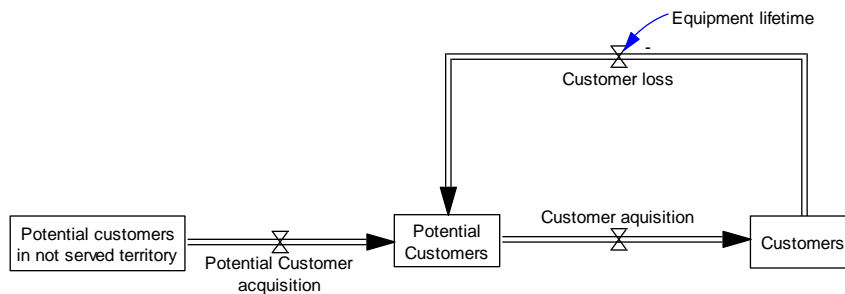 Equipment lifetime
-
Customer loss
Potential customers
in not served territory
Potential Customer
acquisition
Potential
Customers
Customer aquisition
Customers